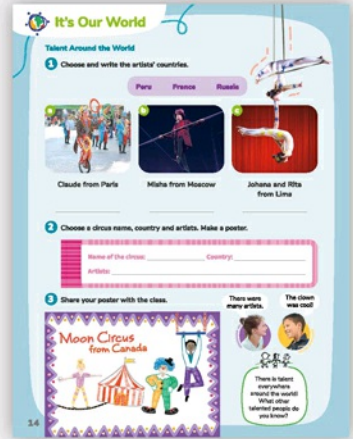 It's Our World
Talent Around the World
1 Choose and write the artists' countries.
Peru France Russia
a
b
c
Claude from Paris
Misha from Moscow
Johana and Rita
from Lima
2 Choose a circus name, country and artists. Make a poster.
Name of the circus: Country:
Artists:
3 Share your poster with the class.
There were
many artists.
The clown
was cool!
Moon Circus
from Canada
There is talent
everywhere
around the world!
What other
talented people do
you know?
14